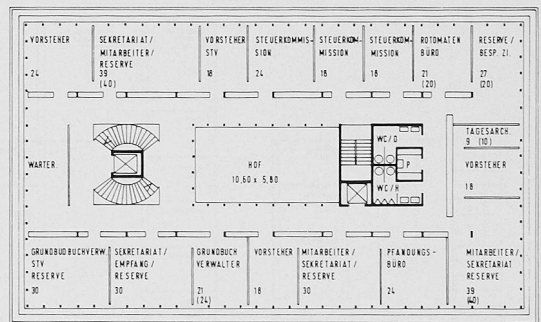 VORSTEHER
24
SEKRETARIAT/
MITARBEITER/
RESERVE
39
(40)
VORSTEHER
STV
18
STEUERKOMMIS-
SION
24
STEUERKOM-
MISSION
18
STEUERKOM-
MISSION
18
ROTOMATEN
BÜRO
21
(20)
RESERVE/
BESP. ZI.
27
(20)
WARTER.
HOF
10,60 x 5,80
WC/D
P
WC/H
TAGESARCH.
9 (10)
VORSTEHER
18
GRUNDBUCHVERW.
STV
RESERVE
30
SEKRETARIAT/
EMPFANG/
RESERVE
30
GRUNDBUCH
VERWALTER
21
(24)
VORSTEHER
18
MITARBEITER/
SEKRETARIAT/
RESERVE
30
PFÄNDUNGS-
BÜRO
24
MITARBEITER/
SEKRETARIAT
RESERVE
39
(40)